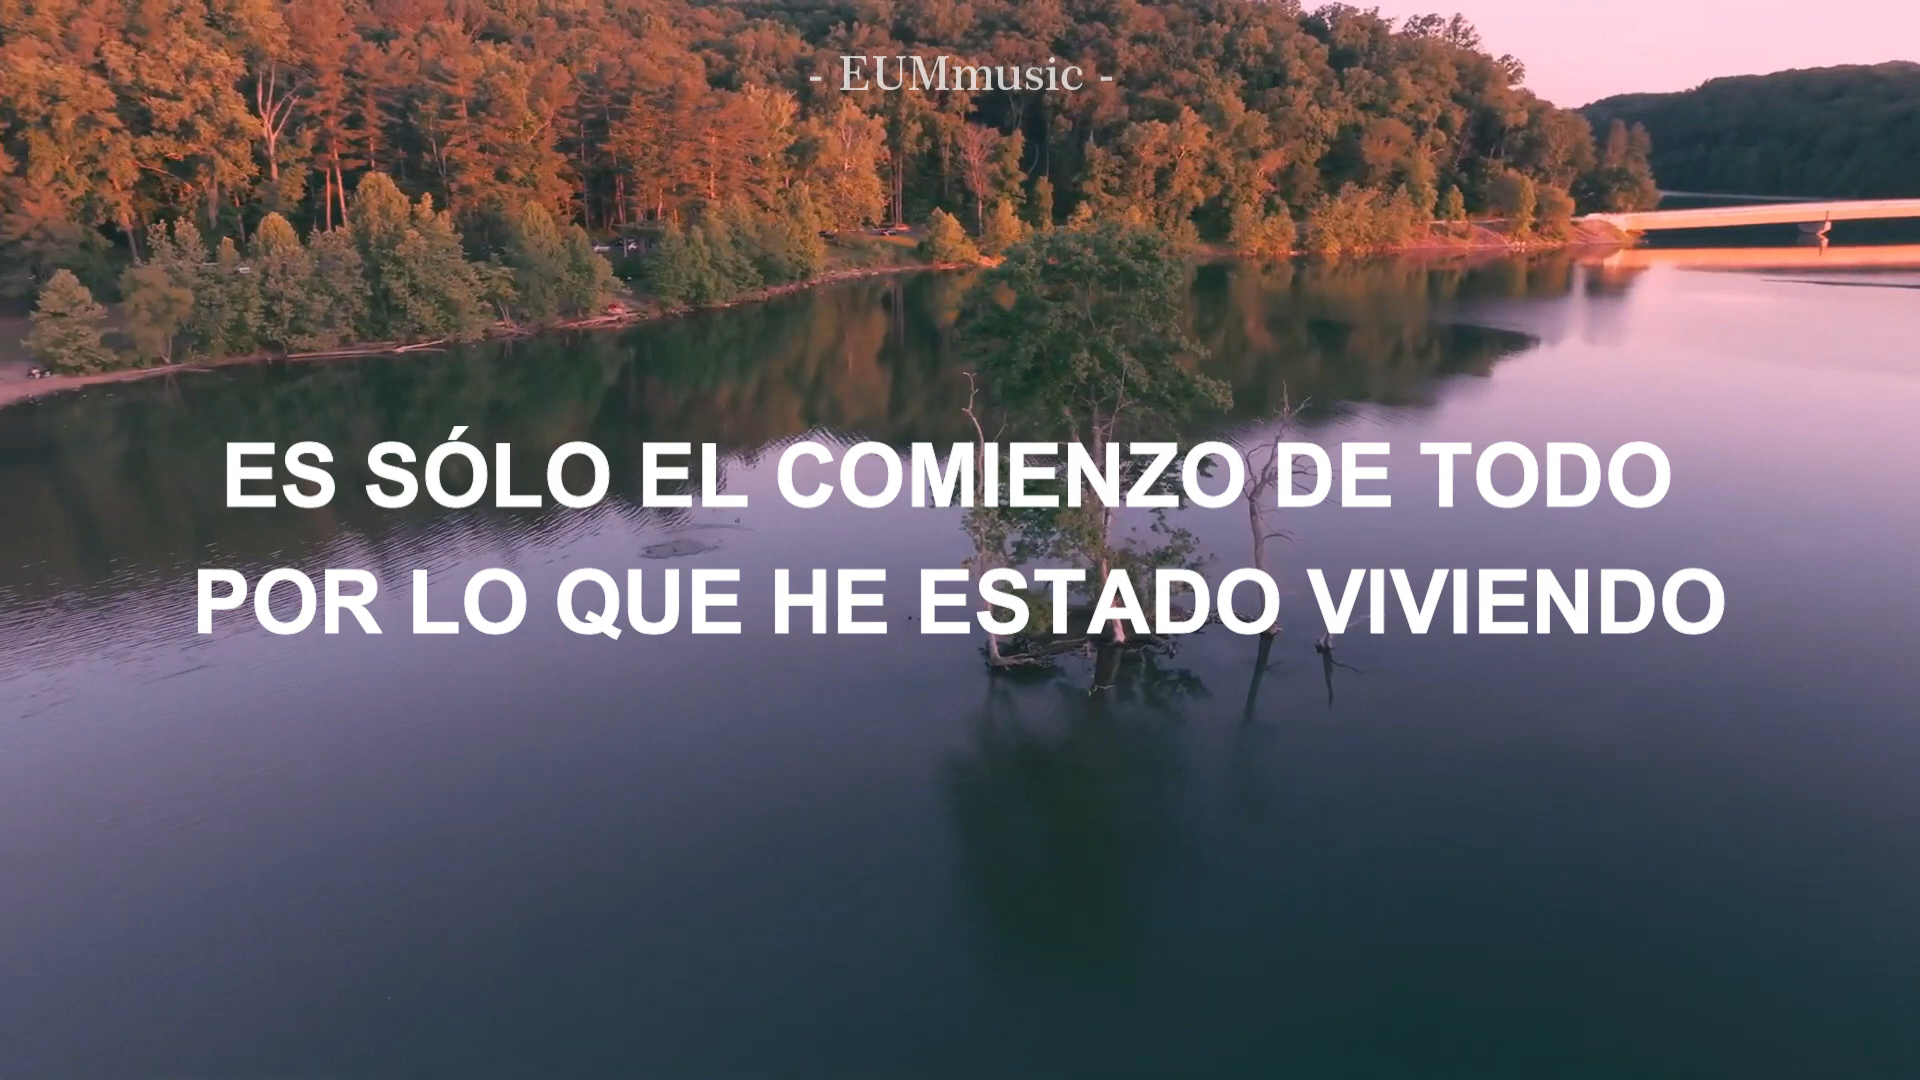 - EUMmusic -
ES SÓLO EL COMIENZO DE TODO
POR LO QUE HE ESTADO VIVIENDO